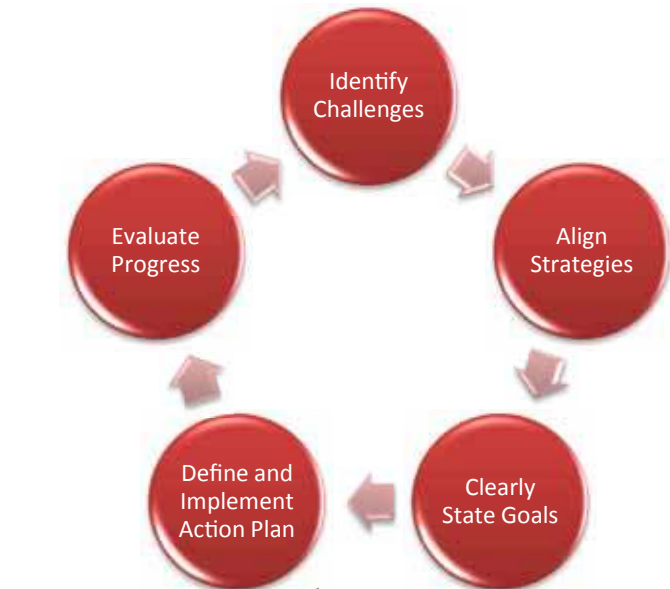 Identify
Challenges
Align
Strategies
Clearly
State Goals
Define and
Implement
Action Plan
Evaluate
Progress